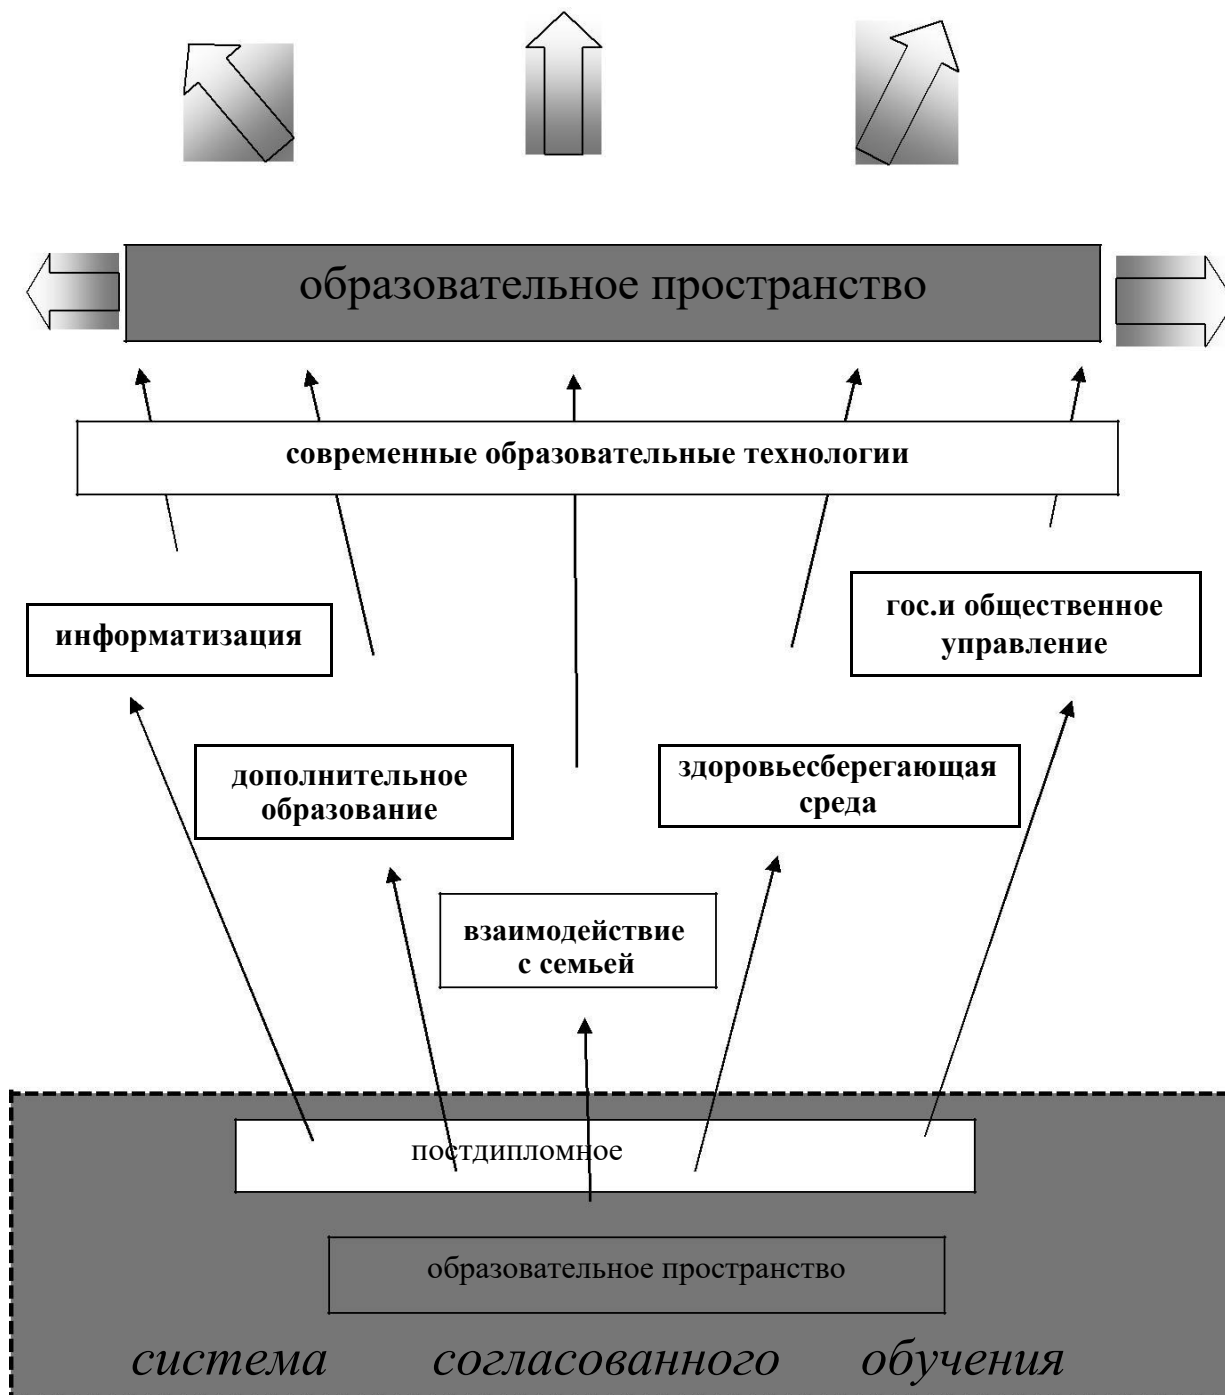 образовательное пространство
современные образовательные технологии
информатизация
гос.и общественное
управление
дополнительное
образование
здоровьесберегающая
среда
взаимодействие
с семьей
постдипломное
образовательное пространство
система согласованного обучения